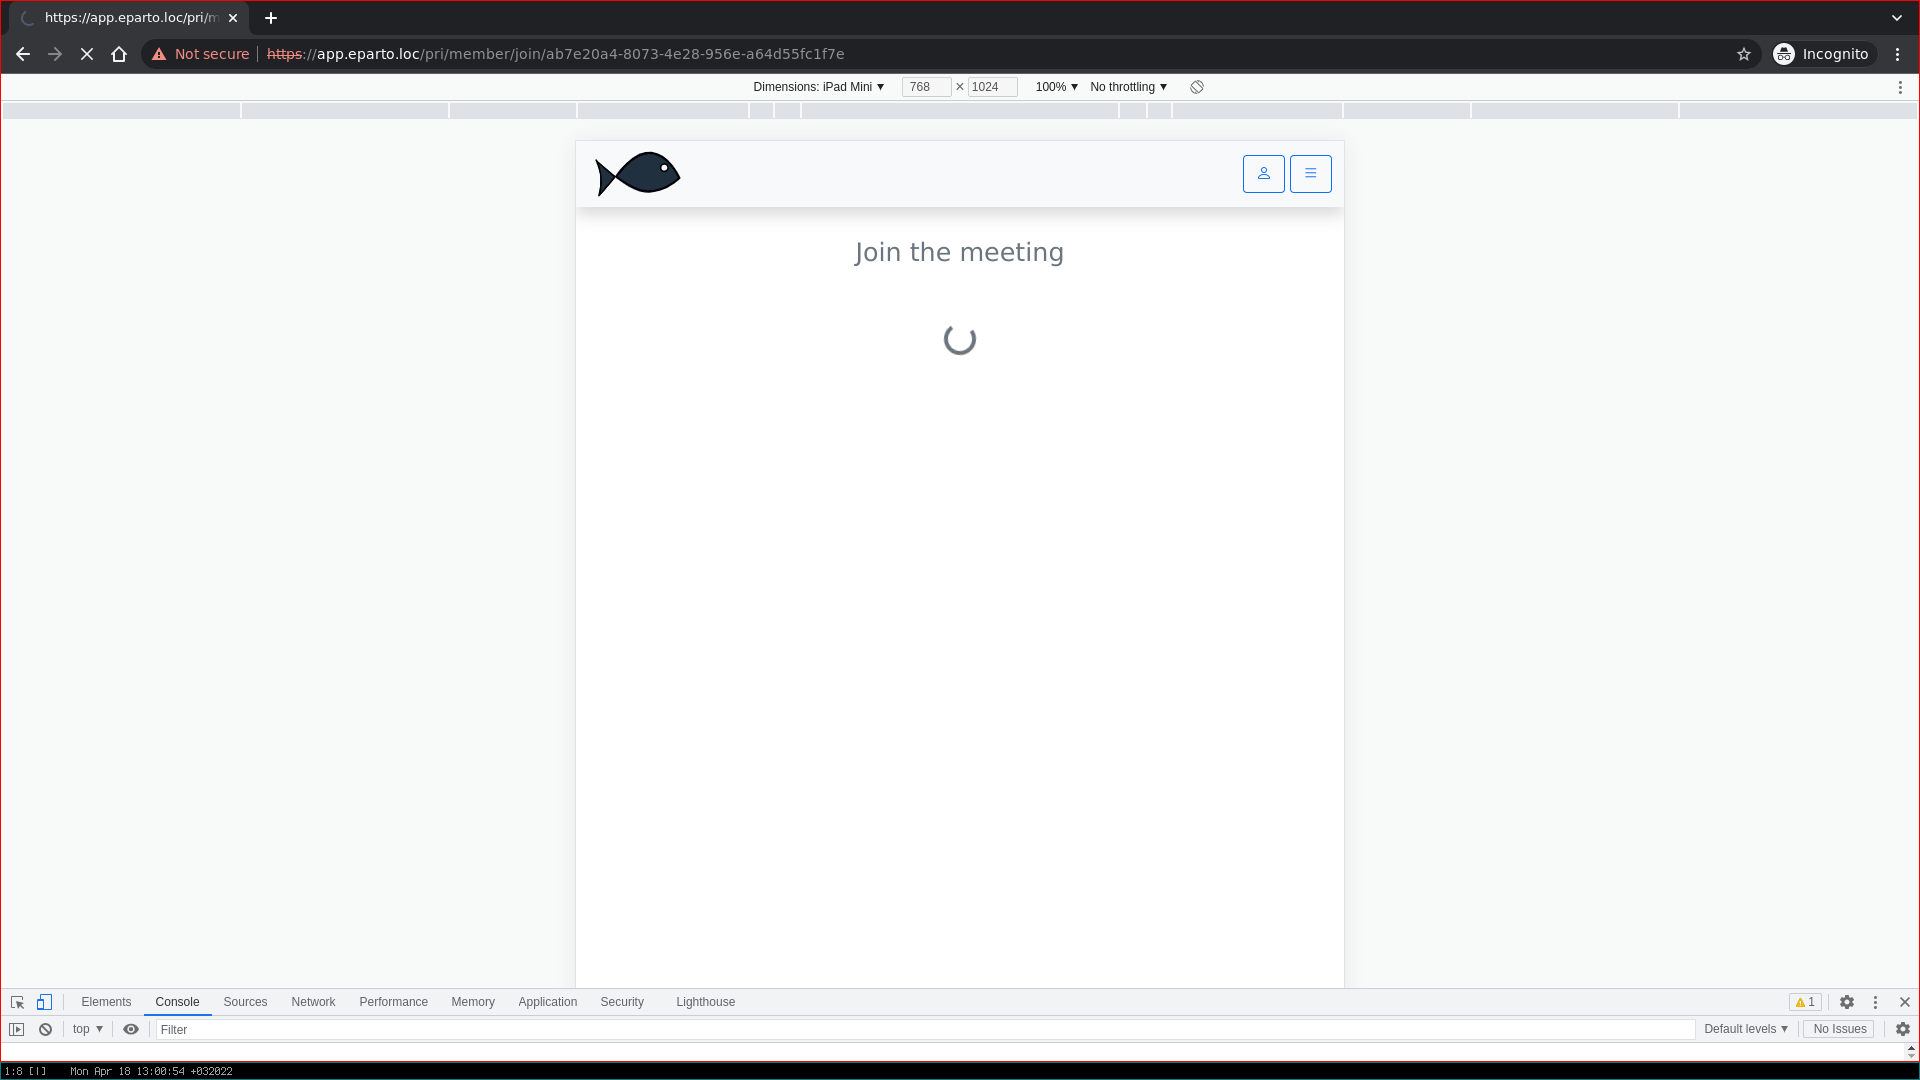 https://app.eparto.loc/pri/m
Not secure https://app.eparto.loc/pri/member/join/ab7e20a4-8073-4e28-956e-a64d55fc1f7e Incognito
Dimensions: iPad Mini ▼ 768 × 1024 100% ▼ No throttling ▼
Join the meeting
Elements Console Sources Network Performance Memory Application Security Lighthouse 1
top ▼ Filter Default levels ▼ No Issues
1:8 [|] Mon Apr 18 13:00:54 +032022